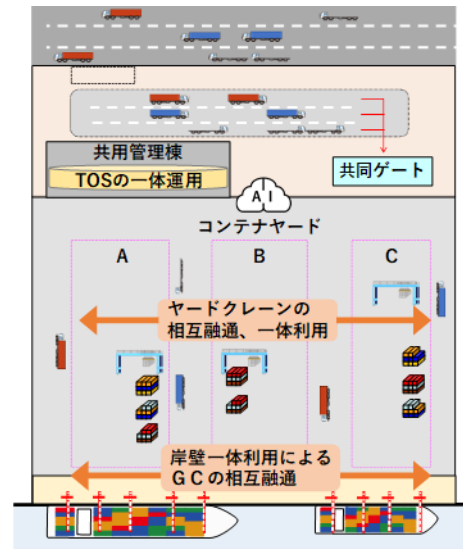 共用管理棟
TOSの一体運用
共同ゲート
AI
コンテナヤード
A
B
C
ヤードクレーンの
相互融通、一体利用
岸壁一体利用による
GCの相互融通